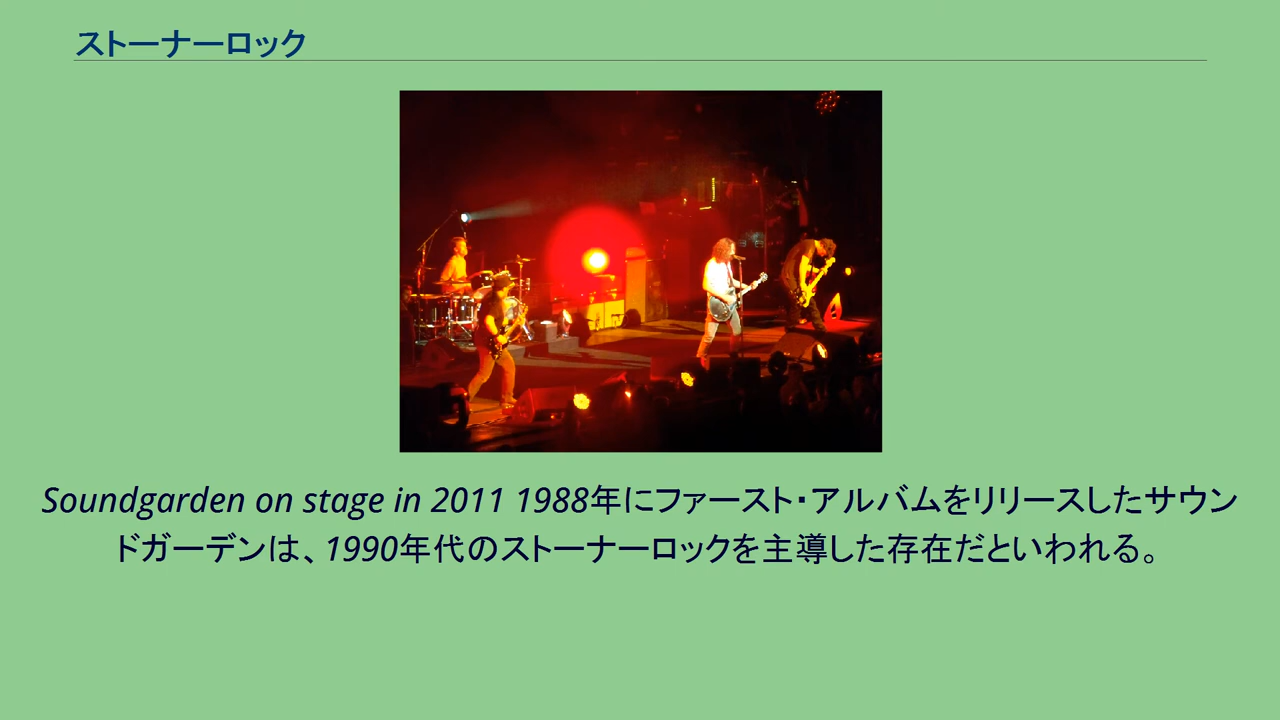 ストーナーロック
Soundgarden on stage in 2011 1988年にファースト・アルバムをリリースしたサウン
ドガーデンは、1990年代のストーナーロックを主導した存在だといわれる。